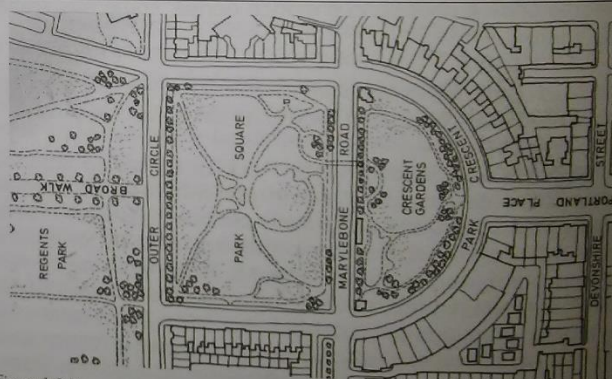 REGENTS
PARK
BROAD WALK
OUTER CIRCLE
PARK SQUARE
MARYLEBONE ROAD
CRESCENT
GARDENS
PARK CRESCENT
PORTLAND PLACE
DEVONSHIRE STREET